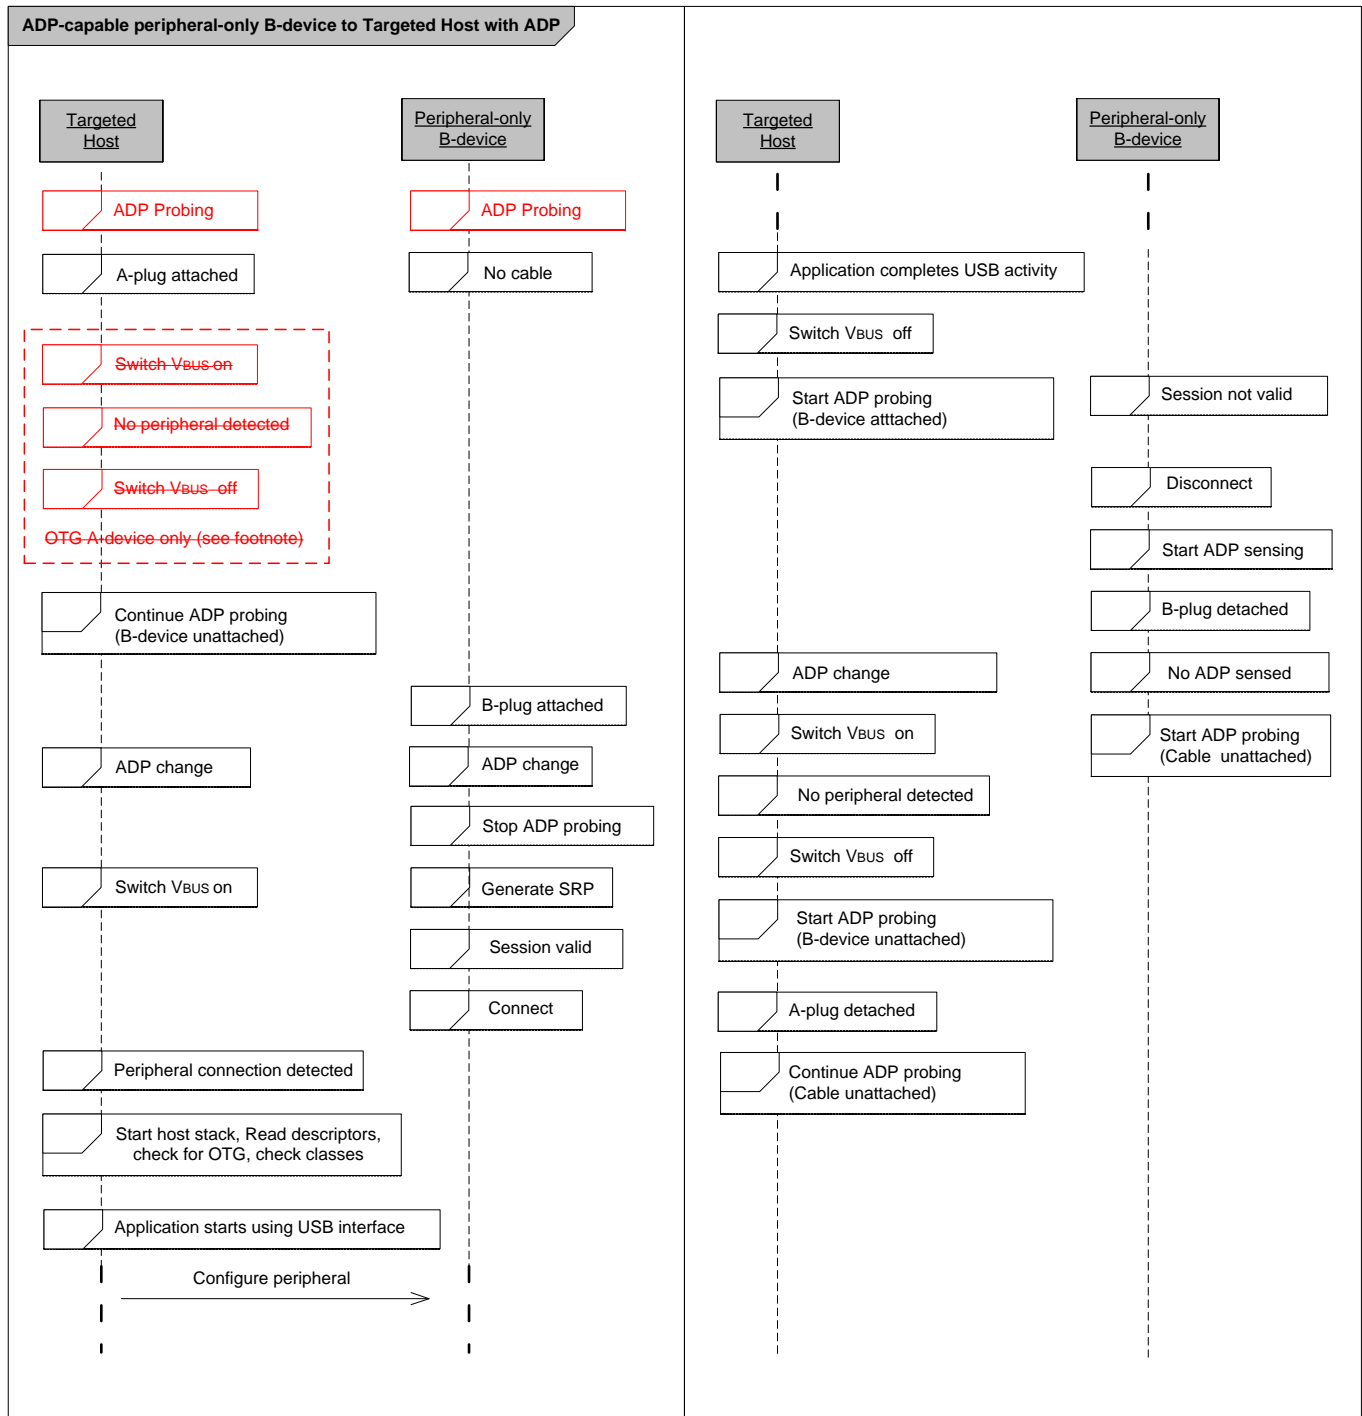 ADP-capable peripheral-only B-device to Targeted Host with ADP
Targeted
Host
Peripheral-only
B-device
ADP Probing
ADP Probing
A-plug attached
No cable
Switch VBUS on
No peripheral detected
Switch VBUS off
OTG A-device only (see footnote)
Continue ADP probing
(B-device unattached)
B-plug attached
ADP change
ADP change
Stop ADP probing
Switch VBUS on
Generate SRP
Session valid
Connect
Peripheral connection detected
Start host stack, Read descriptors,
check for OTG, check classes
Application starts using USB interface
Configure peripheral
Targeted
Host
Peripheral-only
B-device
Application completes USB activity
Switch VBUS off
Start ADP probing
(B-device atttached)
Session not valid
Disconnect
Start ADP sensing
B-plug detached
ADP change
No ADP sensed
Switch VBUS on
Start ADP probing
(Cable unattached)
No peripheral detected
Switch VBUS off
Start ADP probing
(B-device unattached)
A-plug detached
Continue ADP probing
(Cable unattached)